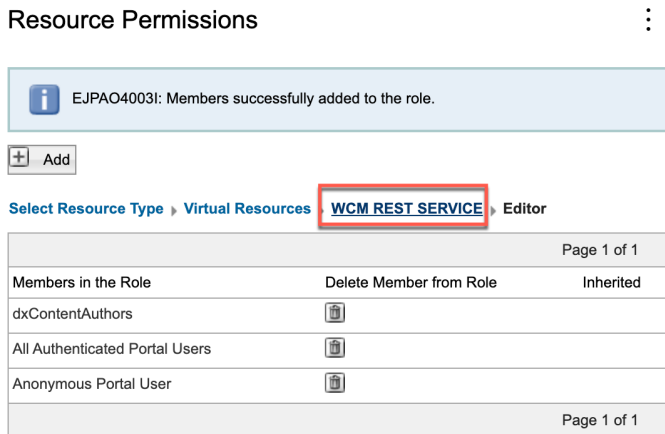 Resource Permissions
EJPAO4003I: Members successfully added to the role.
Add
Select Resource Type Virtual Resources WCM REST SERVICE Editor
Page 1 of 1
Members in the Role Delete Member from Role Inherited
dxContentAuthors
All Authenticated Portal Users
Anonymous Portal User
Page 1 of 1